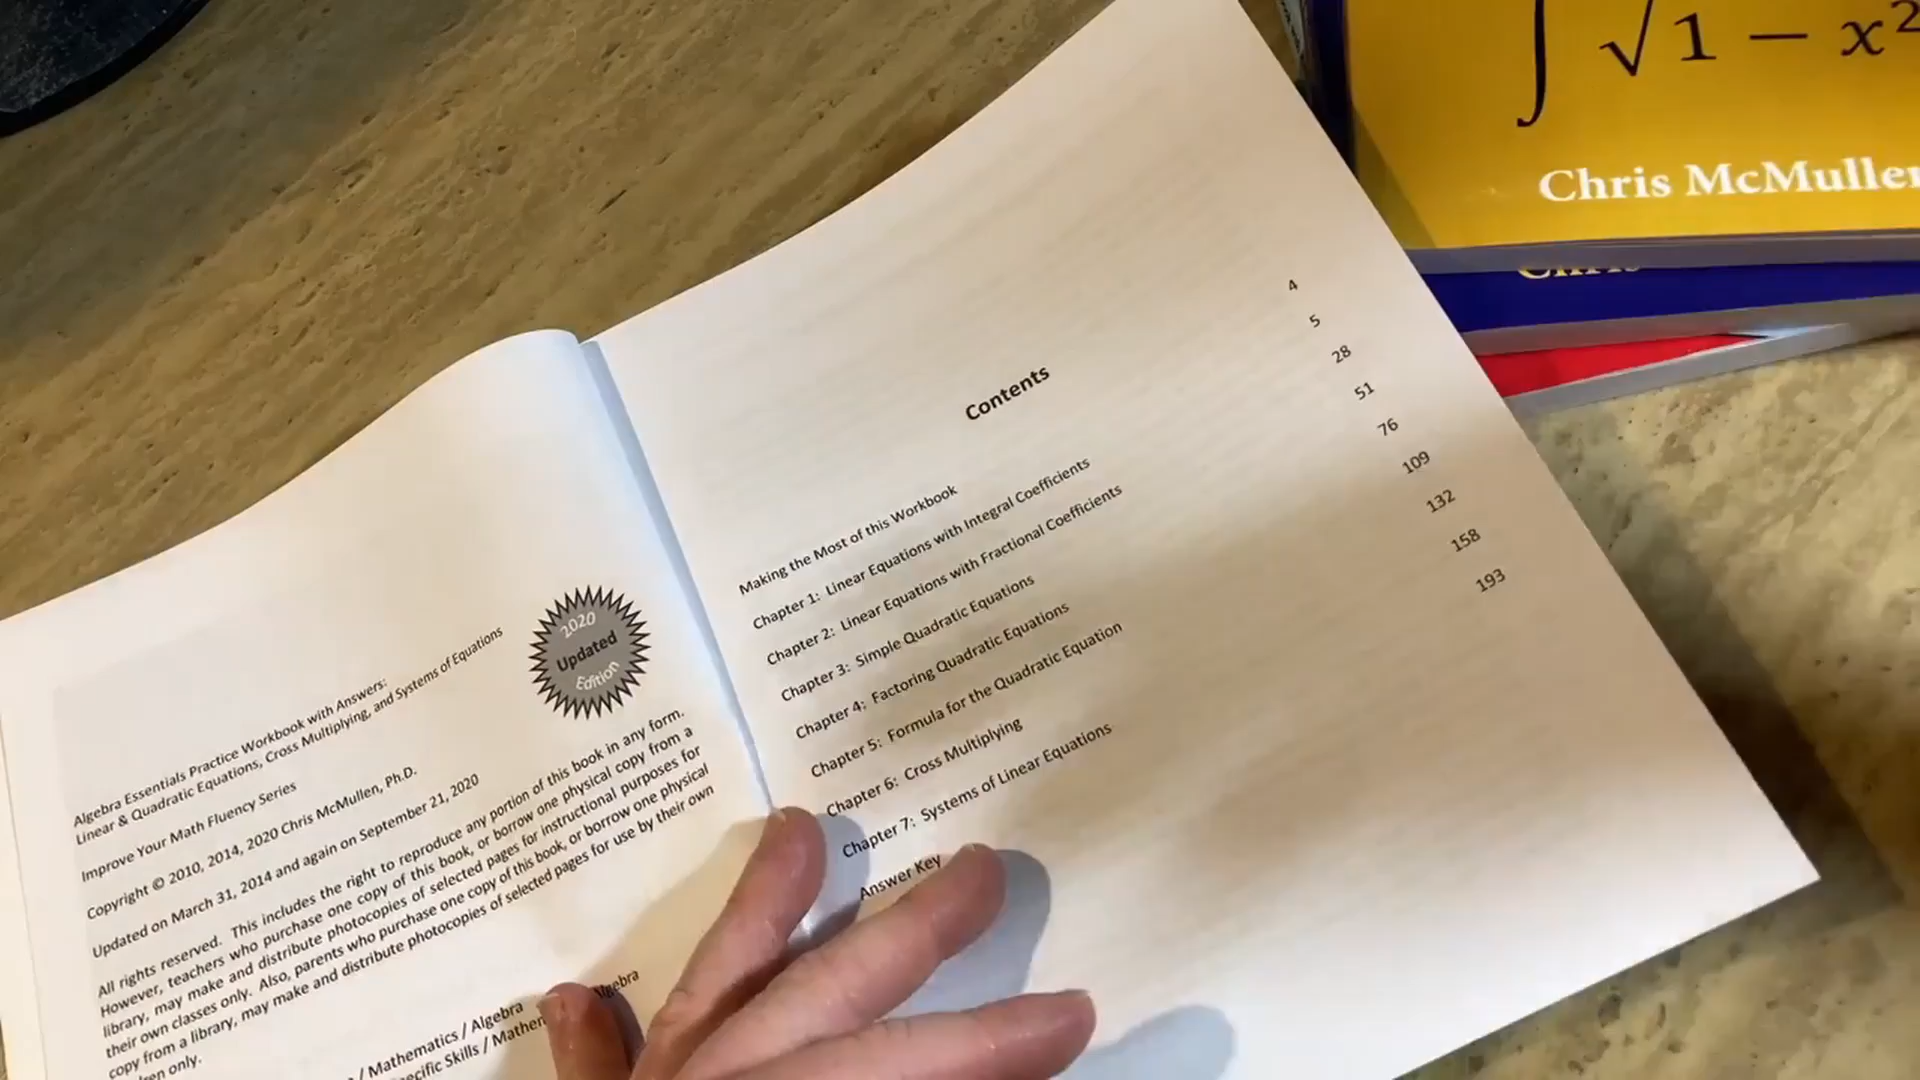 Algebra Essentials Practice Workbook with Answers:
Linear & Quadratic Equations, Cross Multiplying, and Systems of Equations
Improve Your Math Fluency Series
Copyright © 2010, 2014, 2020 Chris McMullen, Ph.D.
Updated on March 31, 2014 and again on September 21, 2020
All rights reserved. This includes the right to reproduce any portion of this book in any form.
However, teachers who purchase one copy of this book, or borrow one physical copy from a
library, may make and distribute photocopies of selected pages for instructional purposes for
their own classes only. Also, parents who purchase one copy of this book, or borrow one physical
copy from a library, may make and distribute photocopies of selected pages for use by their own
only.
/ Mathematics / Algebra
Skills /
2020
Updated
Edition
Contents
Making the Most of this Workbook 4
Chapter 1: Linear Equations with Integral Coefficients 5
Chapter 2: Linear Equations with Fractional Coefficients 28
Chapter 3: Simple Quadratic Equations 51
Chapter 4: Factoring Quadratic Equations 76
Chapter 5: Formula for the Quadratic Equation 109
Chapter 6: Cross Multiplying 132
Chapter 7: Systems of Linear Equations 158
Answer Key 193
∫ √1 − x²
Chris McMullen